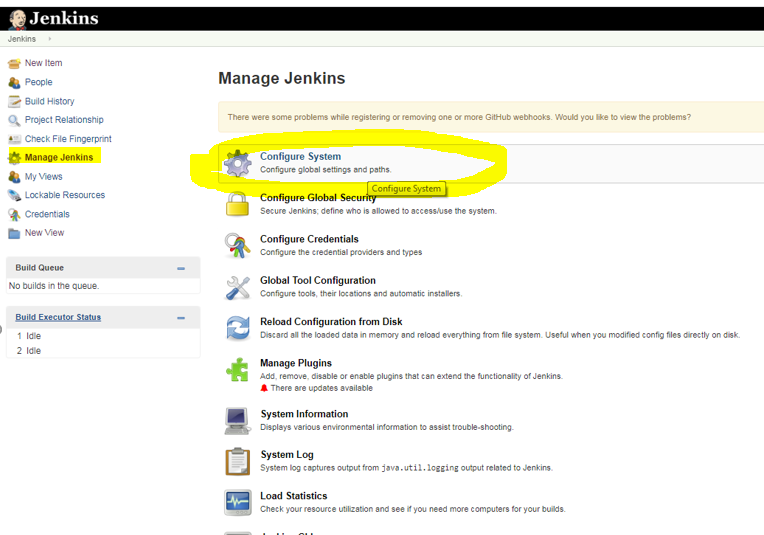 Jenkins
Jenkins
New Item
People
Build History
Project Relationship
Check File Fingerprint
Manage Jenkins
My Views
Lockable Resources
Credentials
New View
Build Queue
No builds in the queue.
Build Executor Status
1 Idle
2 Idle
Manage Jenkins
There were some problems while registering or removing one or more GitHub webhooks. Would you like to view the problems?
Configure System
Configure global settings and paths.
Configure System
Configure Global Security
Secure Jenkins; define who is allowed to access/use the system.
Configure Credentials
Configure the credential providers and types
Global Tool Configuration
Configure tools, their locations and automatic installers.
Reload Configuration from Disk
Discard all the loaded data in memory and reload everything from file system. Useful when you modified config files directly on disk.
Manage Plugins
Add, remove, disable or enable plugins that can extend the functionality of Jenkins.
There are updates available
System Information
Displays various environmental information to assist trouble-shooting.
System Log
System log captures output from java.util.logging output related to Jenkins.
Load Statistics
Check your resource utilization and see if you need more computers for your builds.